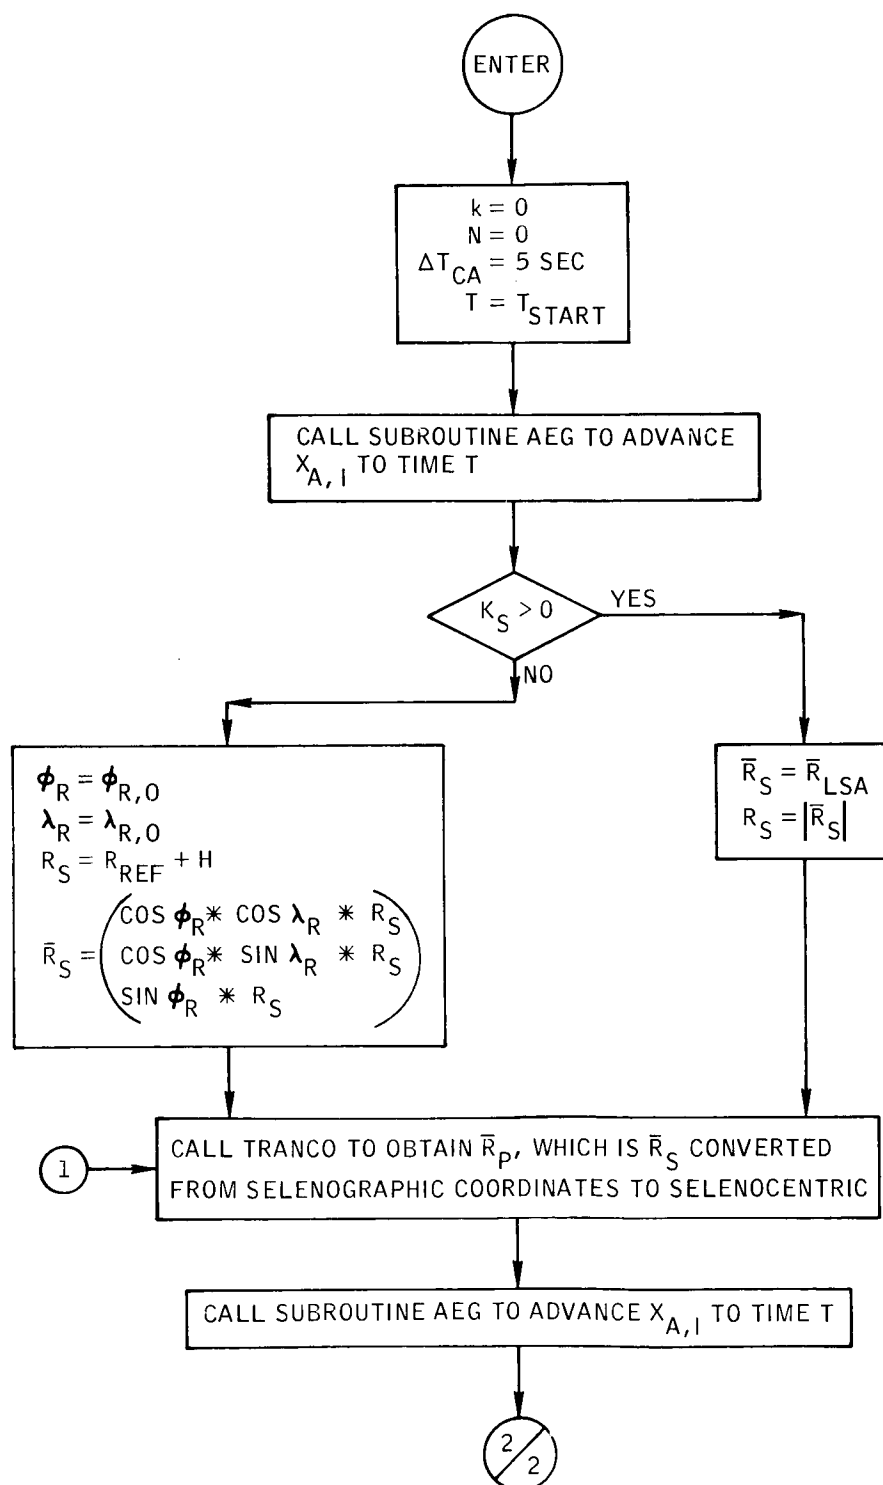 ENTER
k = 0
N = 0
ΔT_CA = 5 SEC
T = T_START
CALL SUBROUTINE AEG TO ADVANCE
X_A,I TO TIME T
K_S > 0
YES
NO
ϕ_R = ϕ_R,O
λ_R = λ_R,O
R_S = R_REF + H
R̅_S = (COS ϕ_R * COS λ_R * R_S
COS ϕ_R * SIN λ_R * R_S
SIN ϕ_R * R_S)
R̅_S = R̅_LSA
R_S = |R̅_S|
1
CALL TRANCO TO OBTAIN R̅_P, WHICH IS R̅_S CONVERTED
FROM SELENOGRAPHIC COORDINATES TO SELENOCENTRIC
CALL SUBROUTINE AEG TO ADVANCE X_A,I TO TIME T
2/2